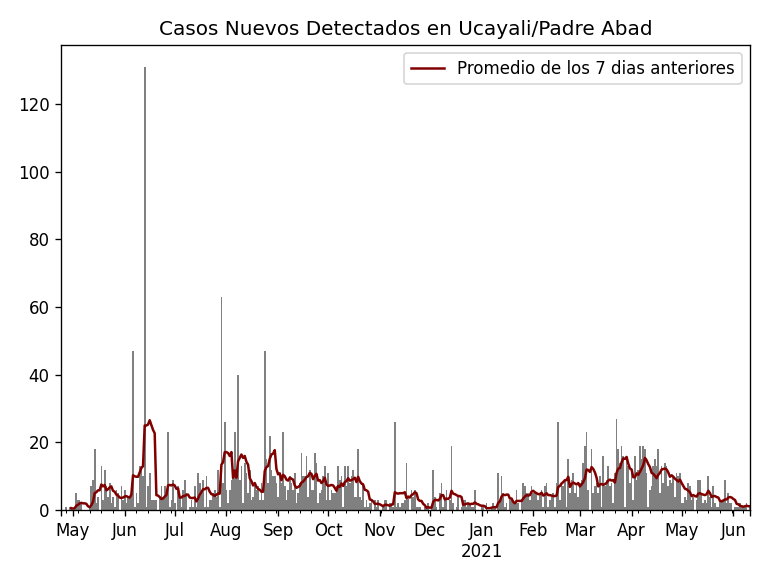 Casos Nuevos Detectados en Ucayali/Padre Abad
Promedio de los 7 dias anteriores
120
100
80
60
40
20
0
May Jun Jul Aug Sep Oct Nov Dec Jan Feb Mar Apr May Jun
2021